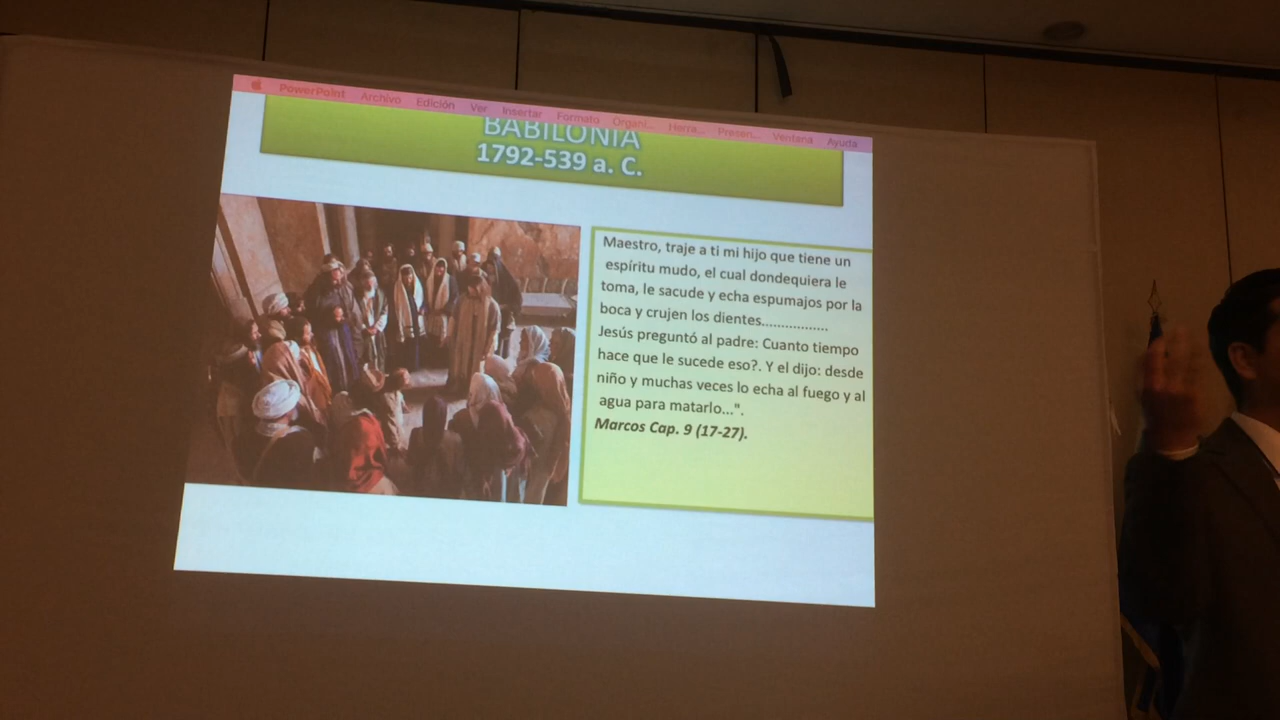 PowerPoint Archivo Edición Ver Insertar Formato Organi... Herra... Presen... Ventana Ayuda
BABILONIA
1792-539 a. C.
Maestro, traje a ti mi hijo que tiene un
espíritu mudo, el cual dondequiera le
toma, le sacude y echa espumajos por la
boca y crujen los dientes.................
Jesús preguntó al padre: Cuanto tiempo
hace que le sucede eso?. Y el dijo: desde
niño y muchas veces lo echa al fuego y al
agua para matarlo...".
Marcos Cap. 9 (17-27).